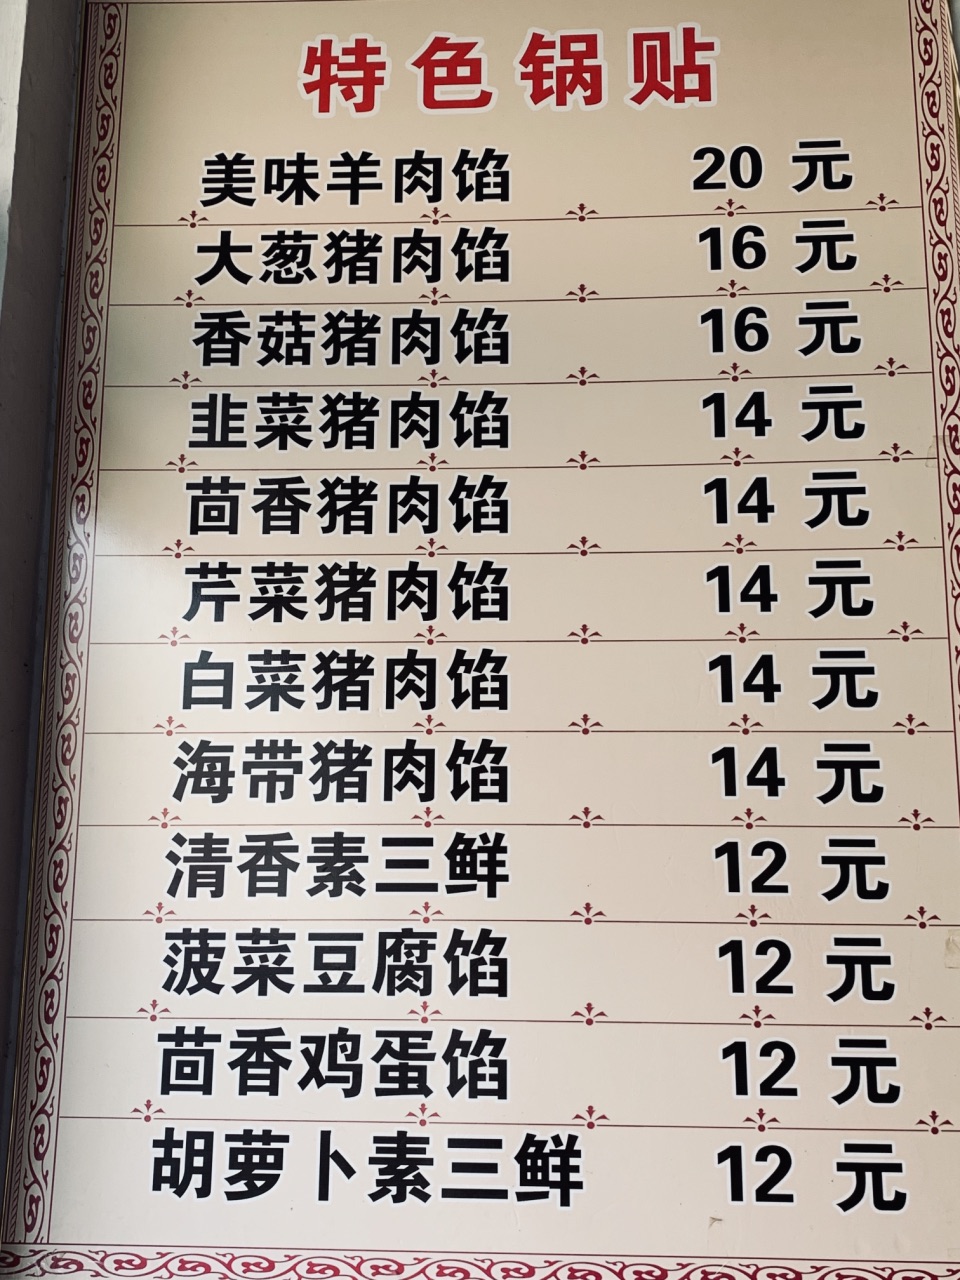 特色锅贴
美味羊肉馅 20 元
大葱猪肉馅 16 元
香菇猪肉馅 16 元
韭菜猪肉馅 14 元
茴香猪肉馅 14 元
芹菜猪肉馅 14 元
白菜猪肉馅 14 元
海带猪肉馅 14 元
清香素三鲜 12 元
菠菜豆腐馅 12 元
茴香鸡蛋馅 12 元
胡萝卜素三鲜 12 元